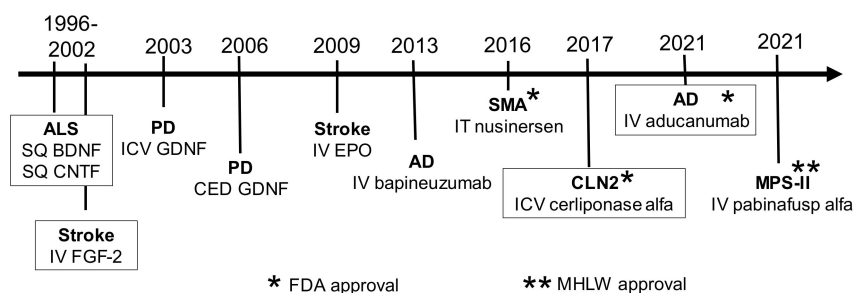 1996-
2002
2003
2006
2009
2013
2016
2017
2021
2021
ALS
SQ BDNF
SQ CNTF
Stroke
IV FGF-2
PD
ICV GDNF
PD
CED GDNF
Stroke
IV EPO
AD
IV bapineuzumab
SMA*
IT nusinersen
CLN2*
ICV cerliponase alfa
AD *
IV aducanumab
**
MPS-II
IV pabinafusp alfa
* FDA approval
** MHLW approval